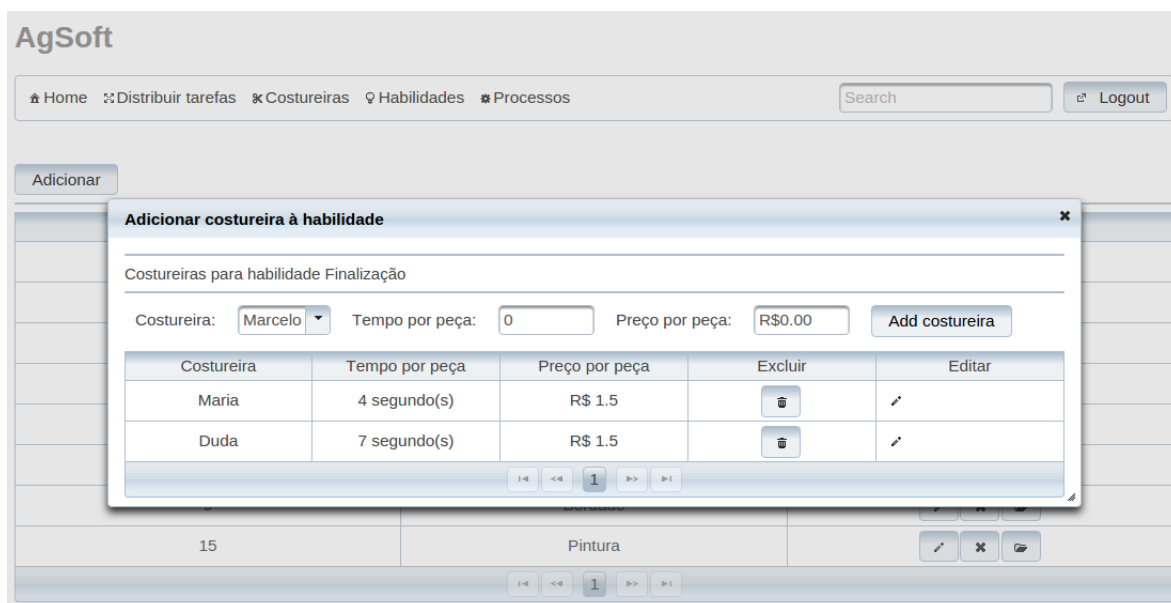 AgSoft
Home Distribuir tarefas Costureiras Habilidades Processos Search Logout
Adicionar
Adicionar costureira à habilidade
Costureiras para habilidade Finalização
Costureira: Marcelo Tempo por peça: 0 Preço por peça: R$0.00 Add costureira
Costureira Tempo por peça Preço por peça Excluir Editar
Maria 4 segundo(s) R$ 1.5
Duda 7 segundo(s) R$ 1.5
1
15 Pintura
1